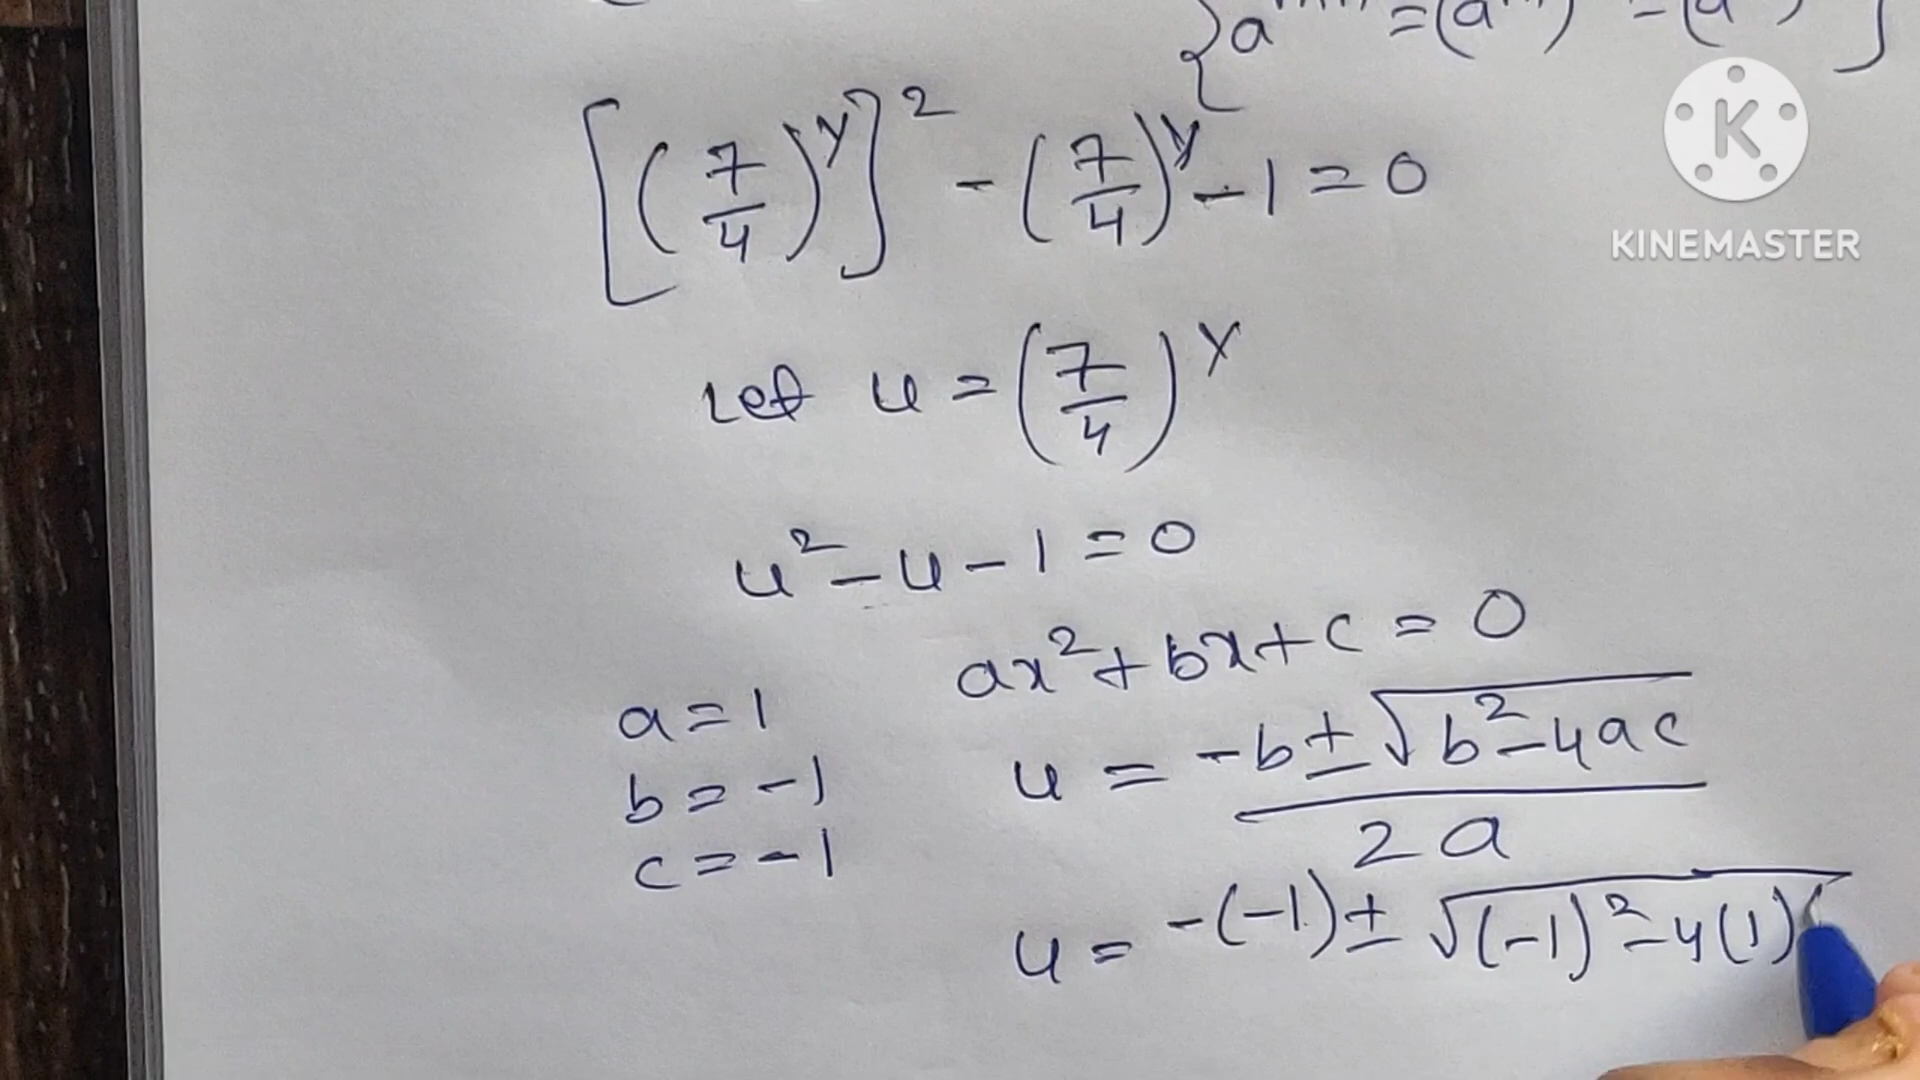 {a = (a ) = (a ) }
[(7/4)^y]^2 - (7/4)^y - 1 = 0
K
KINEMASTER
Let u = (7/4)^y
u^2 - u - 1 = 0
ax^2 + bx + c = 0
a = 1
b = -1
c = -1
u = -b ± √(b^2 - 4ac) / 2a
u = -(-1) ± √(-1)^2 - 4(1)(